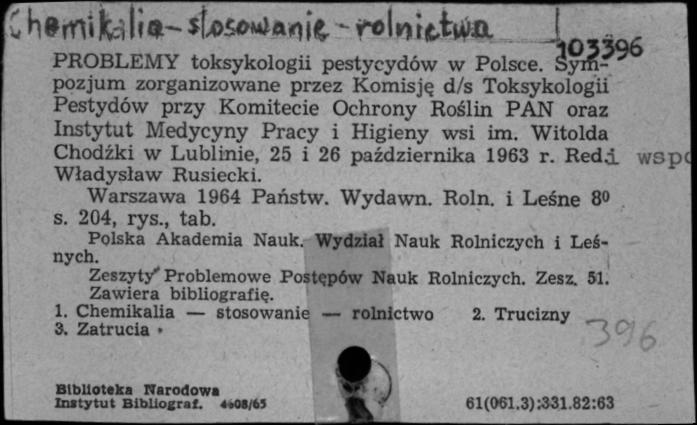 Chemikalia - stosowanie - rolnictwo
103396
PROBLEMY toksykologii pestycydów w Polsce. Sym-
pozjum zorganizowane przez Komisję d/s Toksykologii
Pestydów przy Komitecie Ochrony Roślin PAN oraz
Instytut Medycyny Pracy i Higieny wsi im. Witolda
Chodźki w Lublinie, 25 i 26 października 1963 r. Red.i wspo
Władysław Rusiecki.
Warszawa 1964 Państw. Wydawn. Roln. i Leśne 8⁰
s. 204, rys., tab.
Polska Akademia Nauk. Wydział Nauk Rolniczych i Leś-
nych.
Zeszyty Problemowe Postępów Nauk Rolniczych. Zesz. 51.
Zawiera bibliografię.
1. Chemikalia — stosowanie — rolnictwo 2. Trucizny
3. Zatrucia
396
Biblioteka Narodowa
Instytut Bibliograf. 4608/65 61(061.3):331.82:63